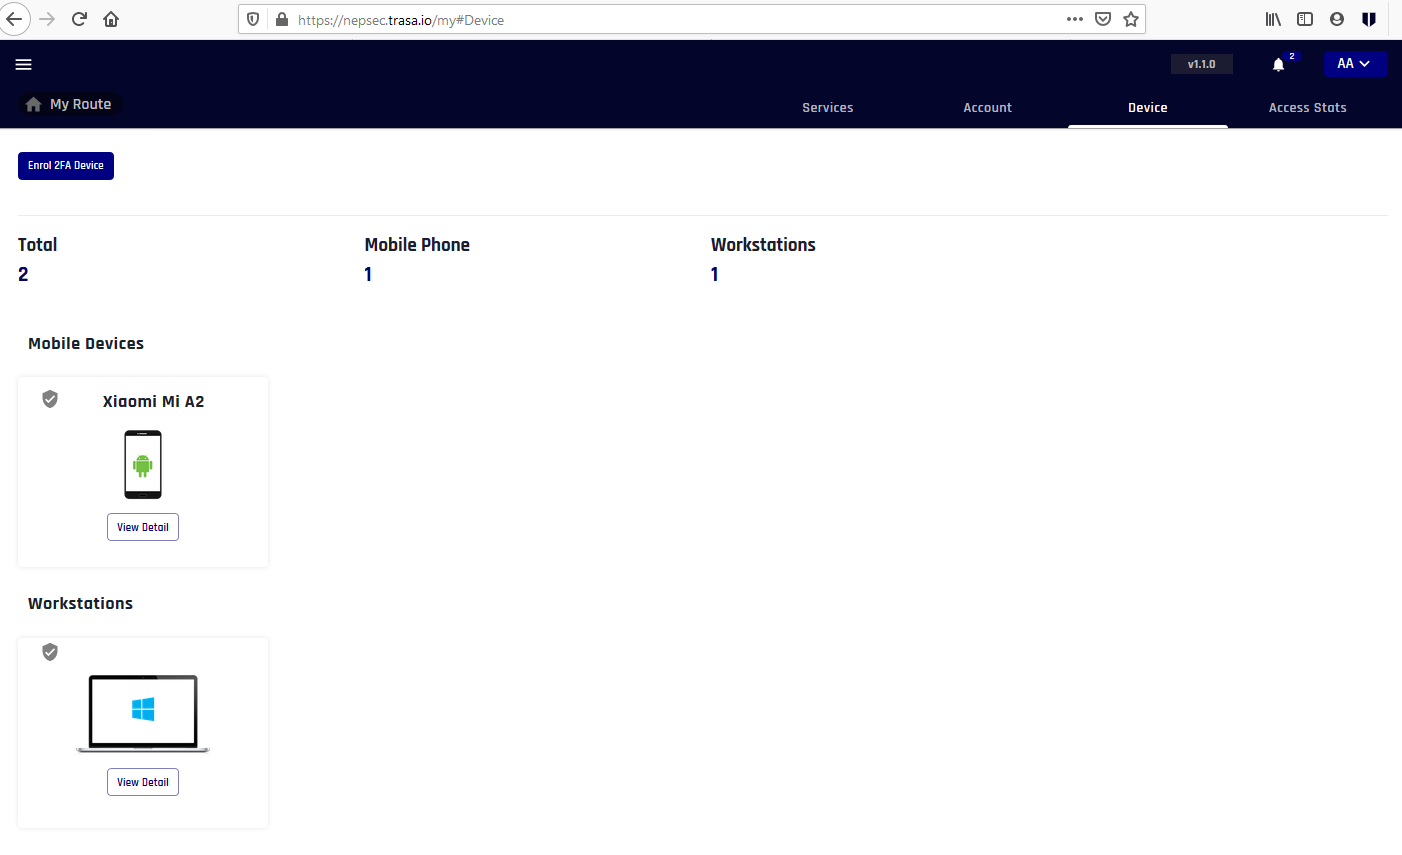 https://nepsec.trasa.io/my#Device
v1.1.0
2
AA
My Route
Services
Account
Device
Access Stats
Enrol 2FA Device
Total
Mobile Phone
Workstations
2
1
1
Mobile Devices
Xiaomi Mi A2
View Detail
Workstations
View Detail